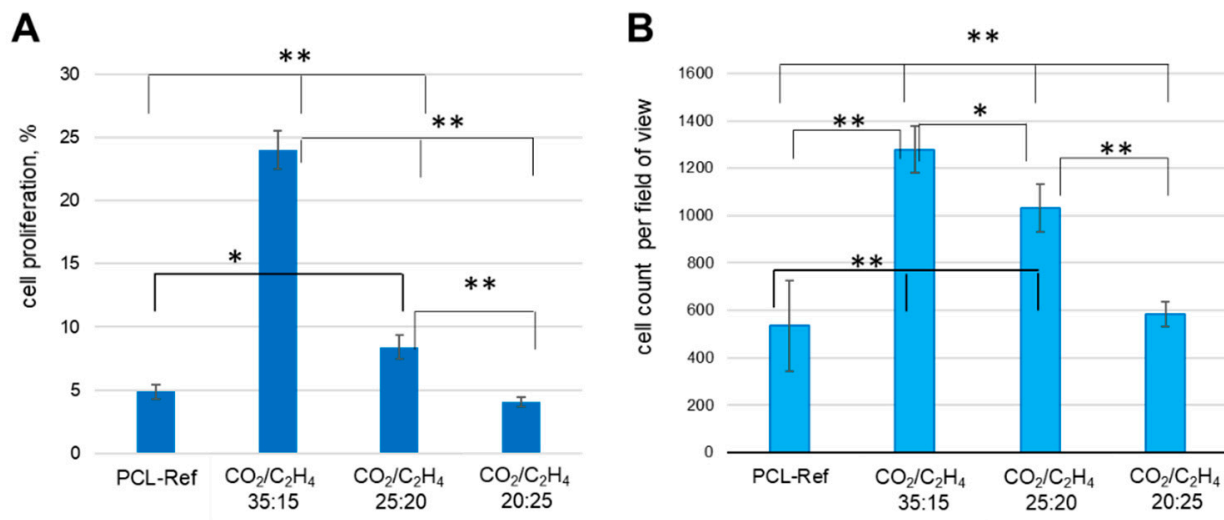 A
**
30
25
20
15
10
5
0
cell proliferation, %
**
*
**
PCL-Ref
CO₂/C₂H₄
35:15
CO₂/C₂H₄
25:20
CO₂/C₂H₄
20:25
B
**
1600
1400
1200
1000
800
600
400
200
0
cell count per field of view
**
*
**
**
PCL-Ref
CO₂/C₂H₄
35:15
CO₂/C₂H₄
25:20
CO₂/C₂H₄
20:25